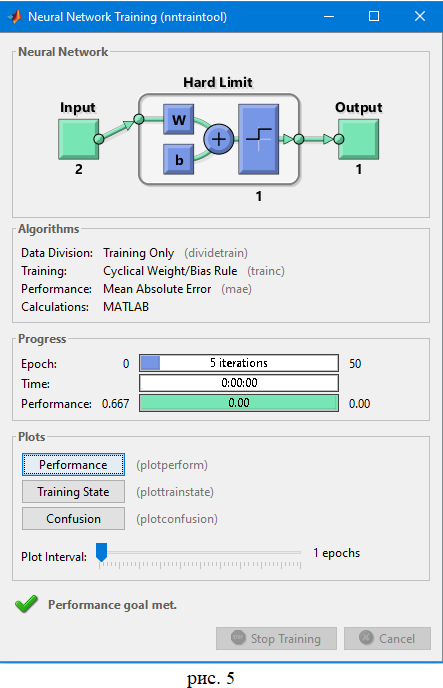 Neural Network Training (nntraintool)
Neural Network
Hard Limit
Input
Output
W
b
+
2
1
1
Algorithms
Data Division: Training Only (dividetrain)
Training: Cyclical Weight/Bias Rule (trainc)
Performance: Mean Absolute Error (mae)
Calculations: MATLAB
Progress
Epoch: 0 5 iterations 50
Time: 0:00:00
Performance: 0.667 0.00 0.00
Plots
Performance (plotperform)
Training State (plottrainstate)
Confusion (plotconfusion)
Plot Interval: 1 epochs
Performance goal met.
Stop Training Cancel
рис. 5